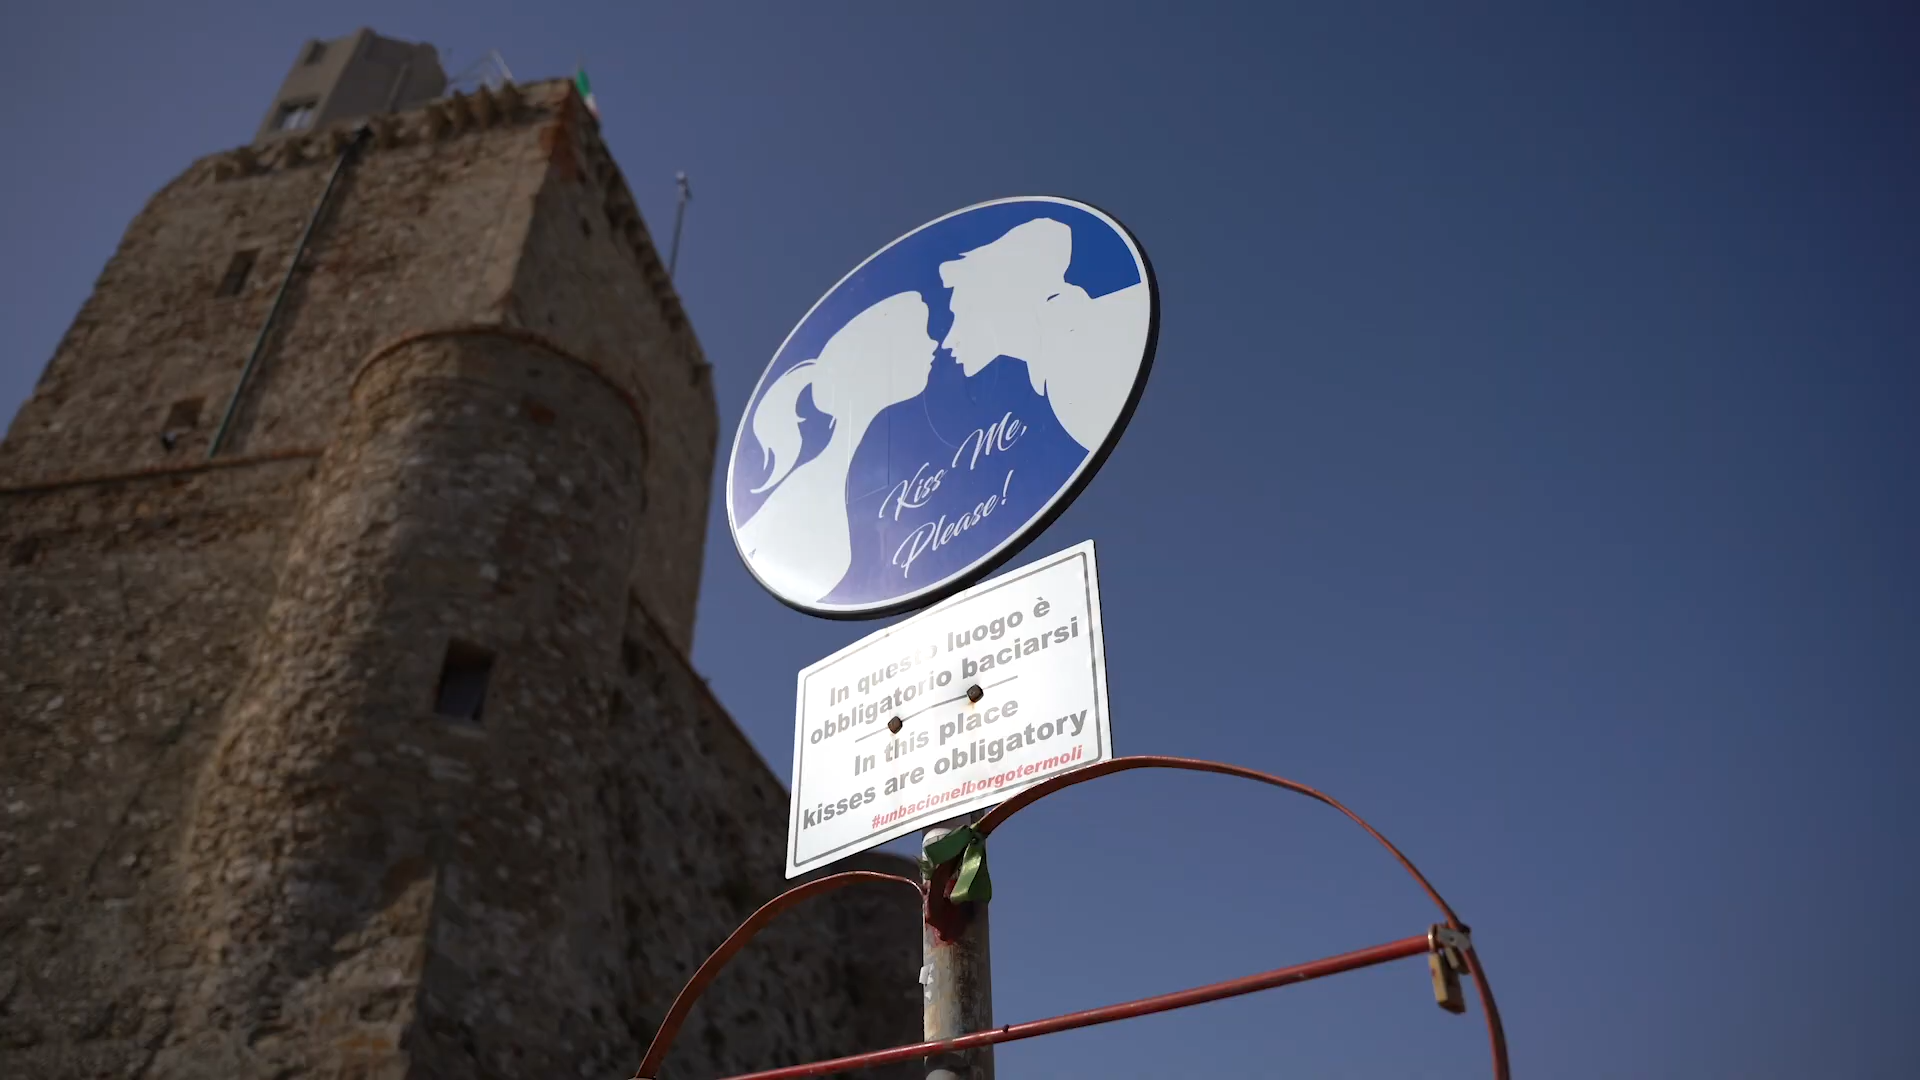 Kiss Me,
Please!
In questo luogo è
obbligatorio baciarsi
In this place
kisses are obligatory
#unbacionelborgotermoli